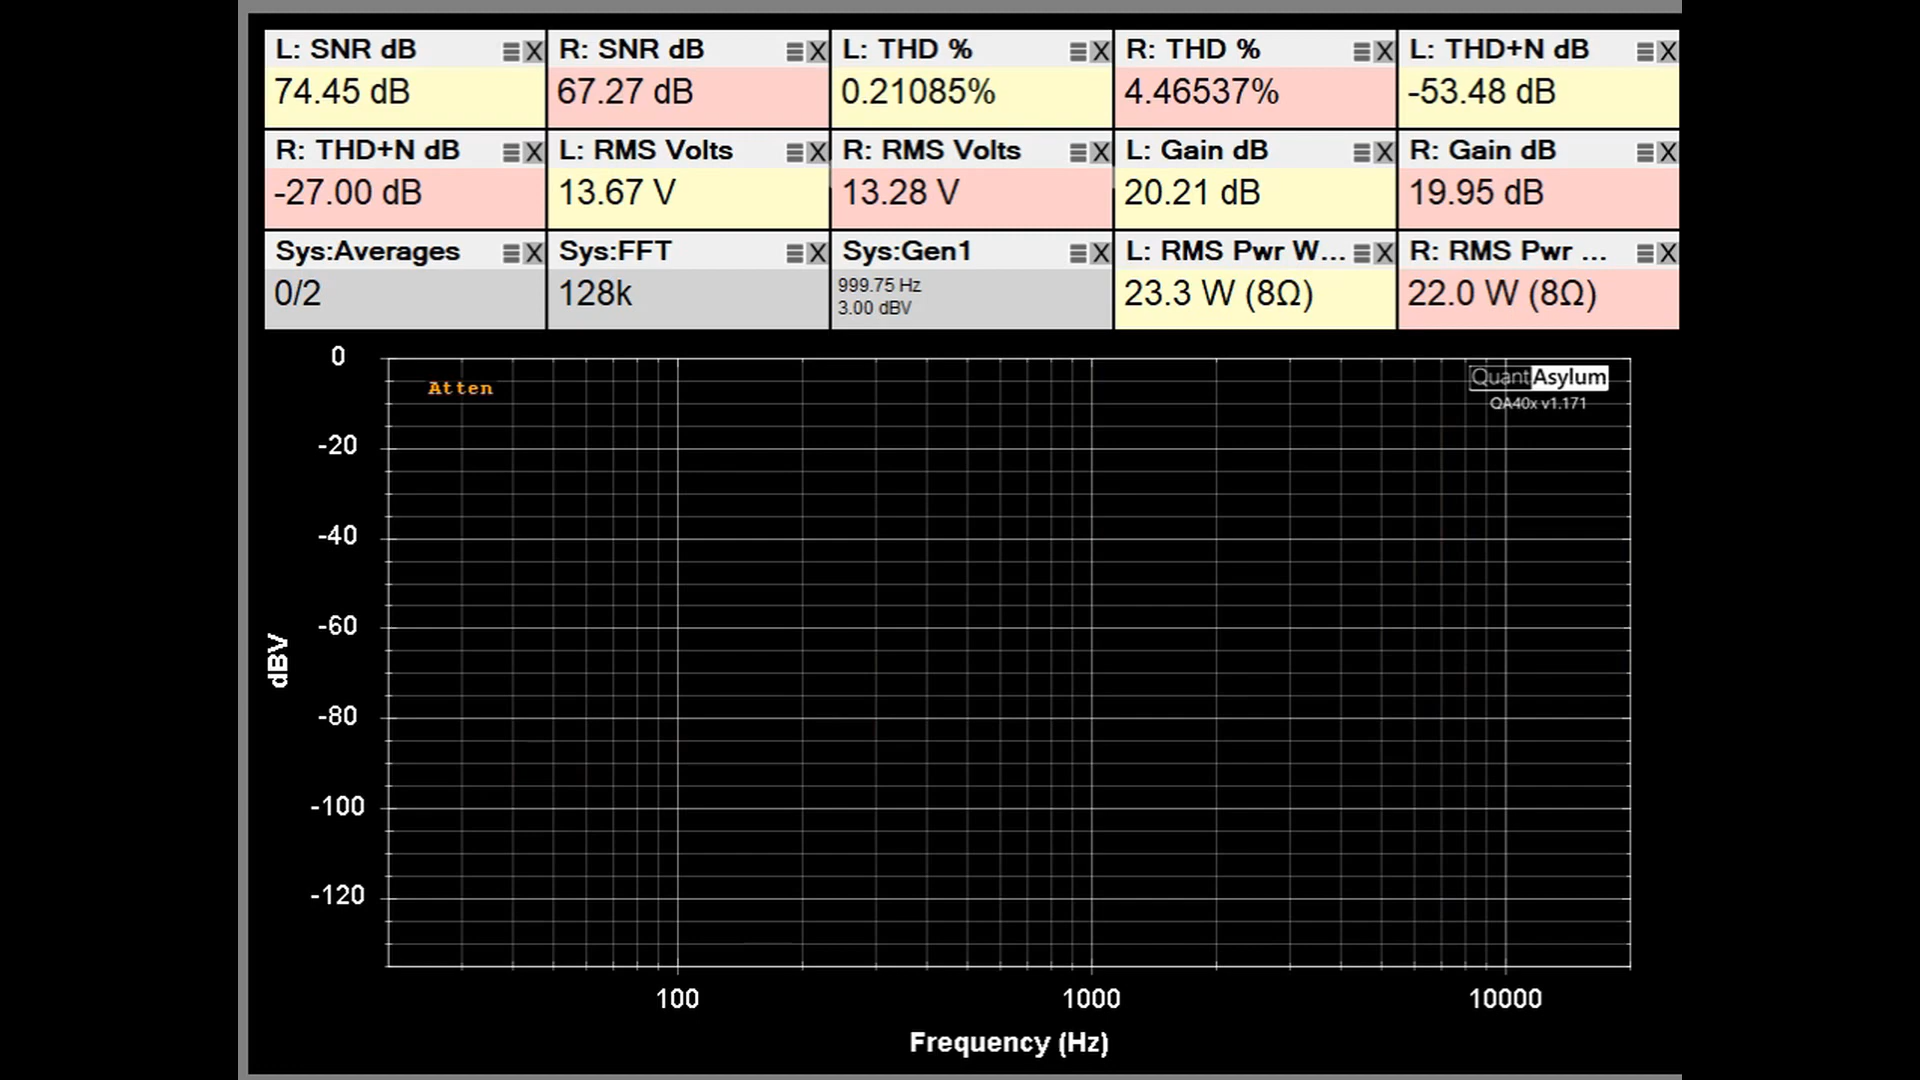 L: SNR dB
74.45 dB
R: SNR dB
67.27 dB
L: THD %
0.21085%
R: THD %
4.46537%
L: THD+N dB
-53.48 dB
R: THD+N dB
-27.00 dB
L: RMS Volts
13.67 V
R: RMS Volts
13.28 V
L: Gain dB
20.21 dB
R: Gain dB
19.95 dB
Sys:Averages
0/2
Sys:FFT
128k
Sys:Gen1
999.75 Hz
3.00 dBV
L: RMS Pwr W...
23.3 W (8Ω)
R: RMS Pwr ...
22.0 W (8Ω)
Atten
QuantAsylum
QA40x v1.171
0
-20
-40
-60
-80
-100
-120
dBV
100
1000
10000
Frequency (Hz)